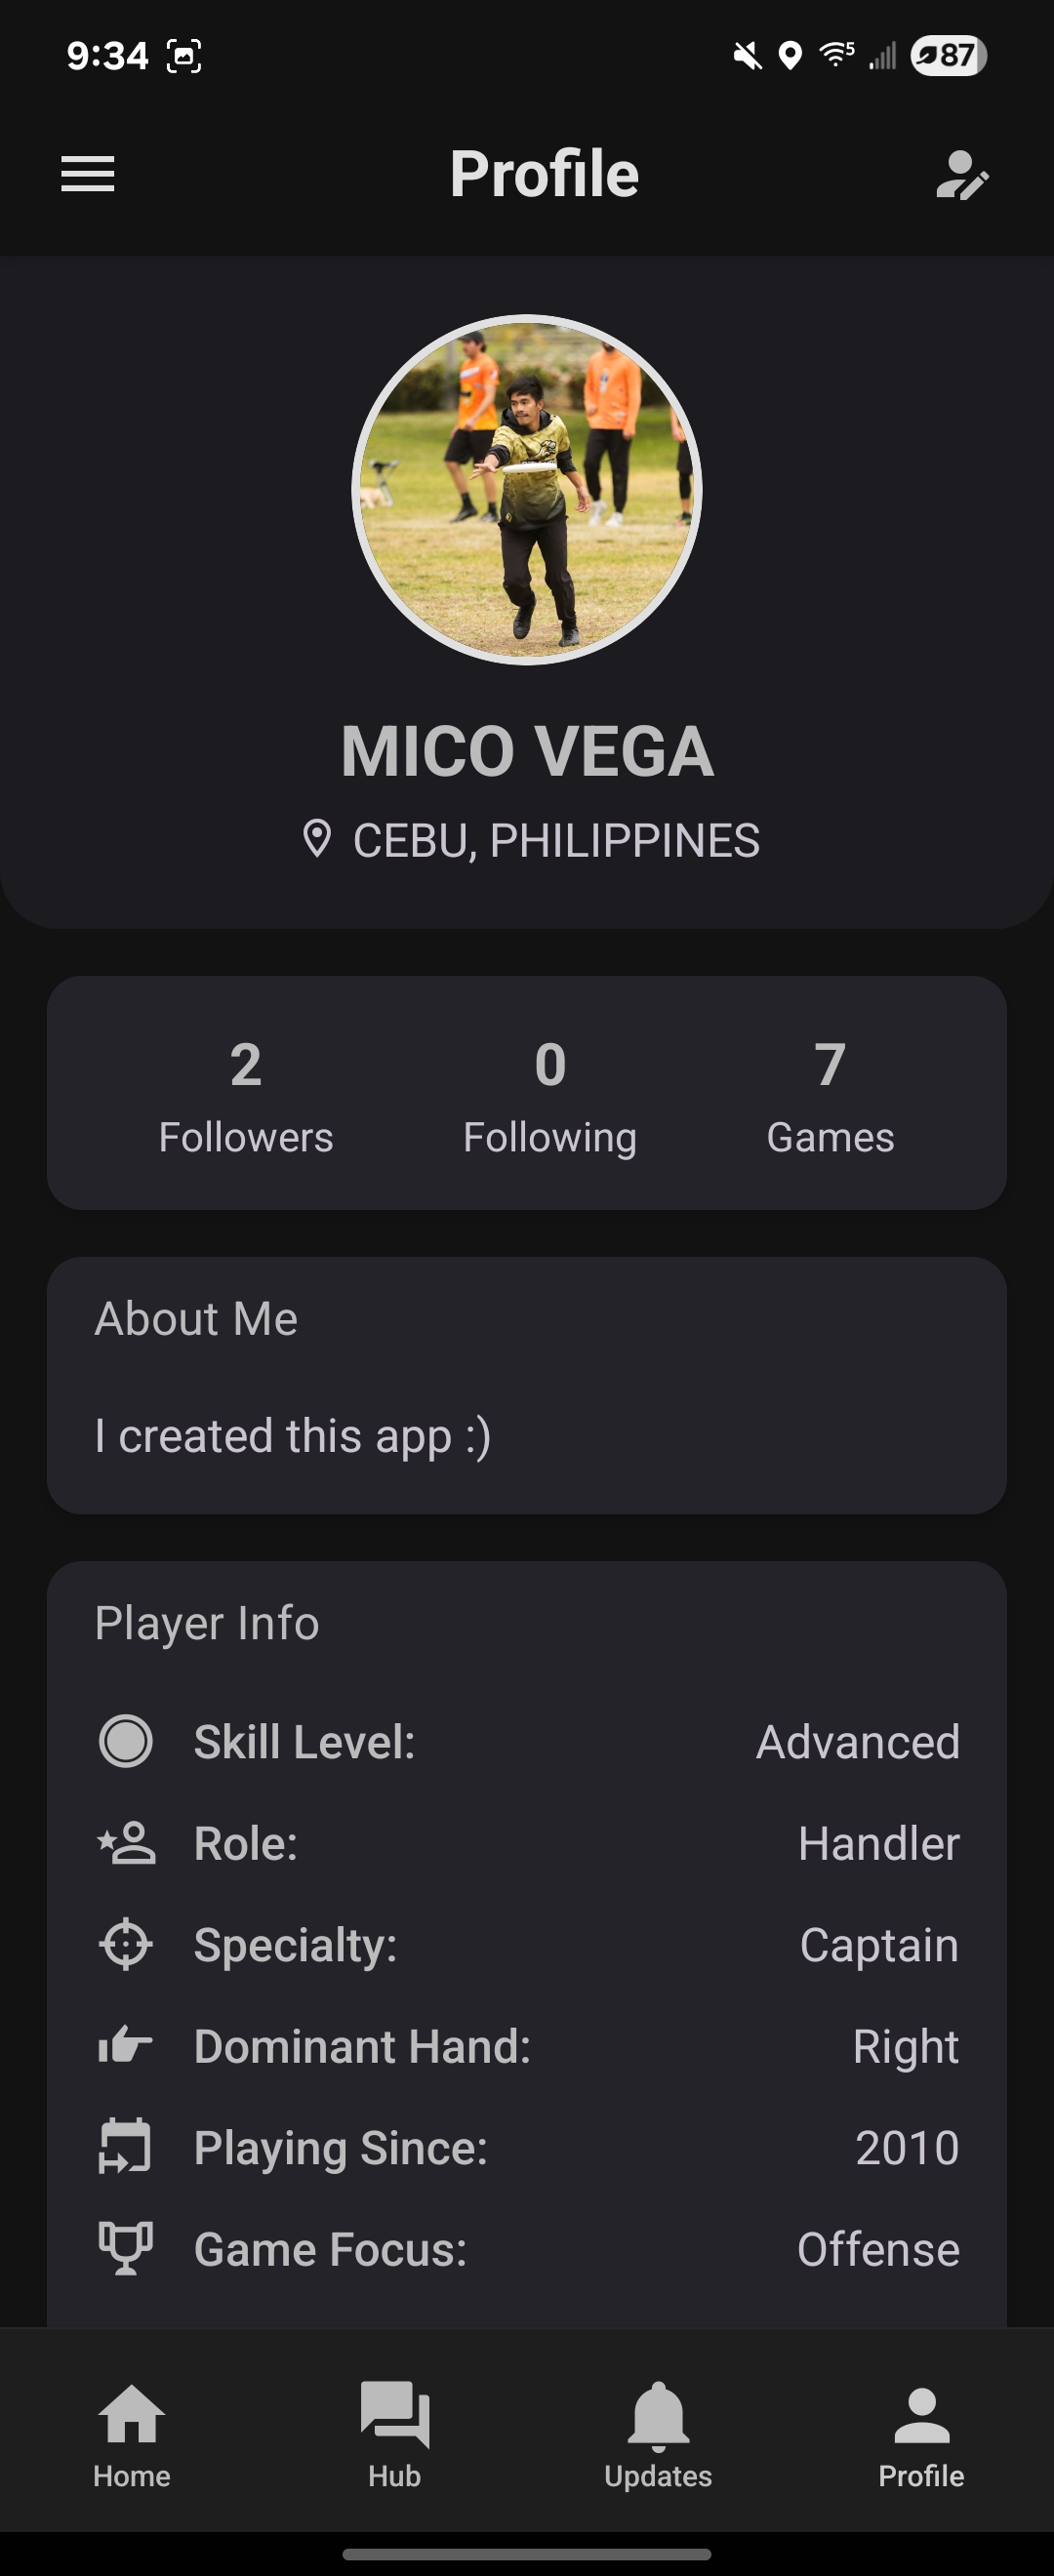 9:34
5
87
Profile
MICO VEGA
CEBU, PHILIPPINES
2 0 7
Followers Following Games
About Me
I created this app :)
Player Info
Skill Level: Advanced
Role: Handler
Specialty: Captain
Dominant Hand: Right
Playing Since: 2010
Game Focus: Offense
Home Hub Updates Profile